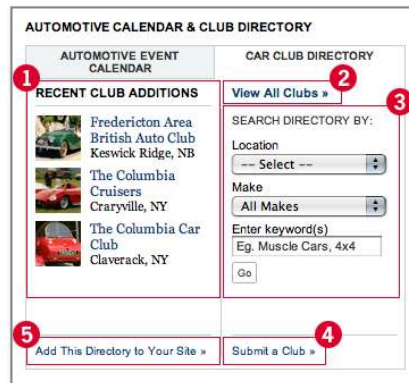 AUTOMOTIVE CALENDAR & CLUB DIRECTORY
AUTOMOTIVE EVENT
CALENDAR
CAR CLUB DIRECTORY
1
RECENT CLUB ADDITIONS
Fredericton Area
British Auto Club
Keswick Ridge, NB
The Columbia
Cruisers
Craryville, NY
The Columbia Car
Club
Claverack, NY
2
View All Clubs »
3
SEARCH DIRECTORY BY:
Location
-- Select --
Make
All Makes
Enter keyword(s)
Eg. Muscle Cars, 4x4
Go
5
Add This Directory to Your Site »
4
Submit a Club »